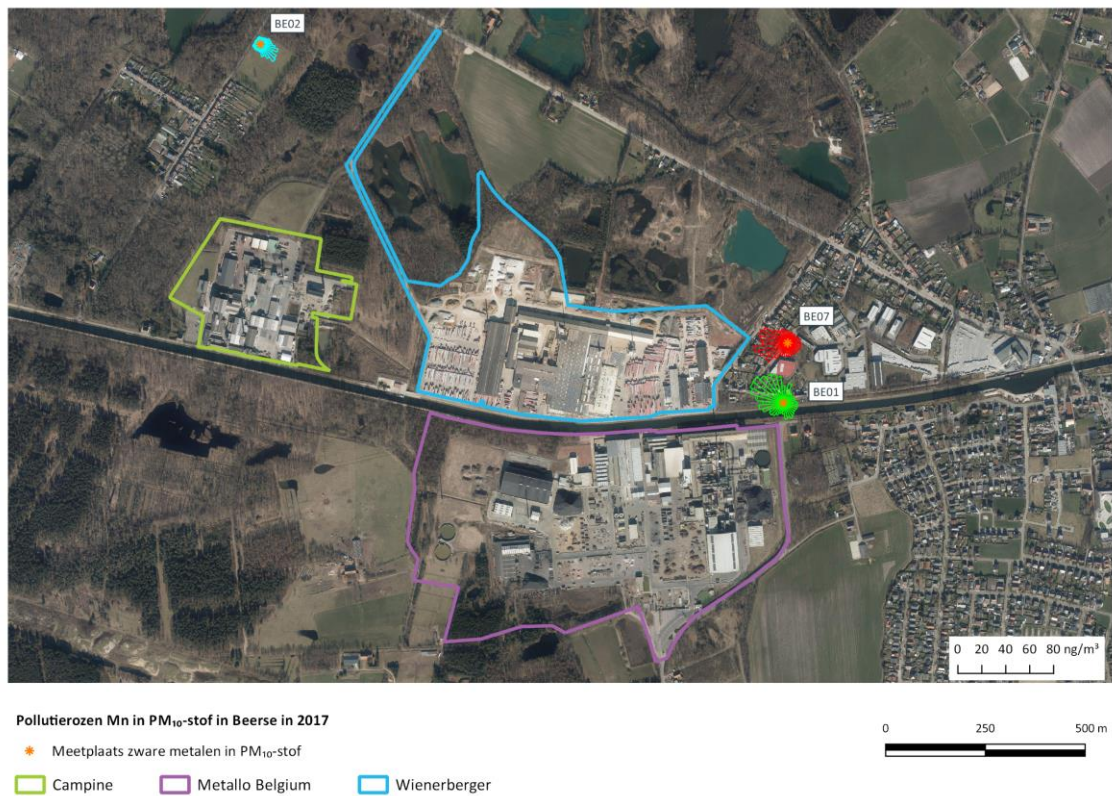 BE02
BE07
BE01
0 20 40 60 80 ng/m³
Pollutierozen Mn in PM₁₀-stof in Beerse in 2017
Meetplaats zware metalen in PM₁₀-stof
0 250 500 m
Campine Metallo Belgium Wienerberger